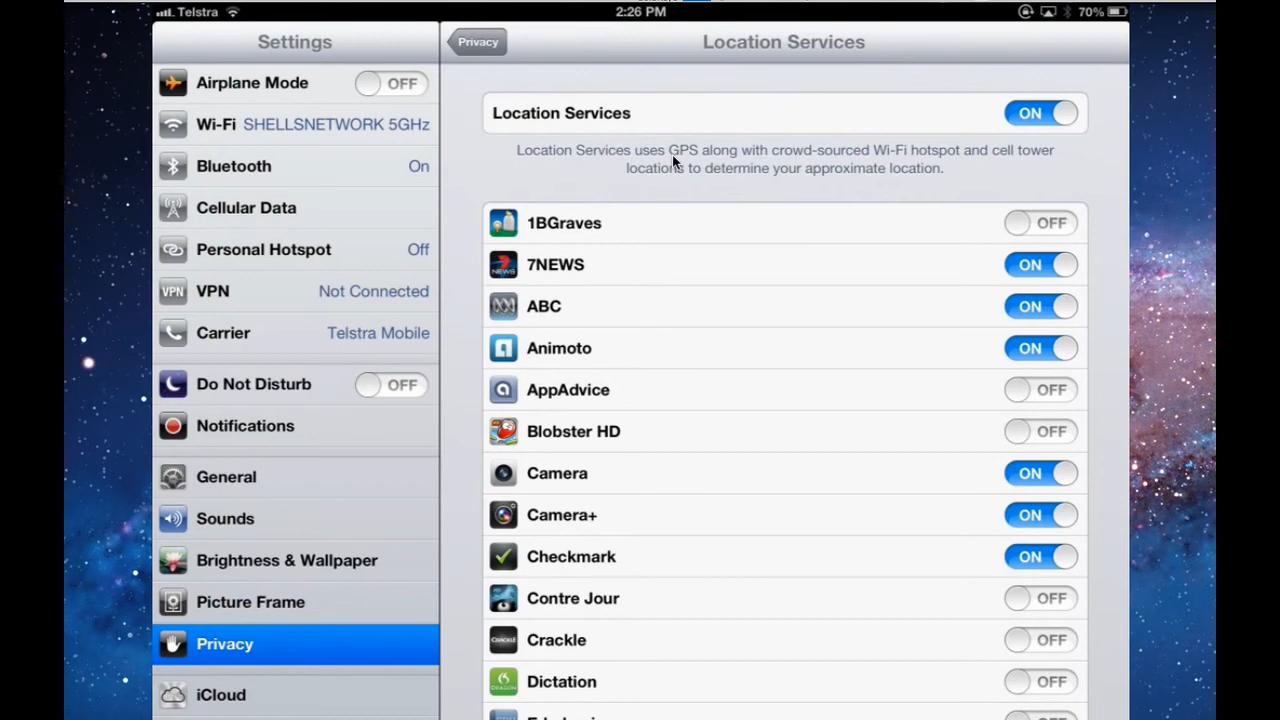 Telstra
2:26 PM
70%
Settings
Privacy
Location Services
Airplane Mode OFF
Wi-Fi SHELLSNETWORK 5GHz
Bluetooth On
Cellular Data
Personal Hotspot Off
VPN VPN Not Connected
Carrier Telstra Mobile
Do Not Disturb OFF
Notifications
General
Sounds
Brightness & Wallpaper
Picture Frame
Privacy
iCloud
Location Services ON
Location Services uses GPS along with crowd-sourced Wi-Fi hotspot and cell tower
locations to determine your approximate location.
1BGraves OFF
7NEWS ON
ABC ON
Animoto ON
AppAdvice OFF
Blobster HD OFF
Camera ON
Camera+ ON
Checkmark ON
Contre Jour OFF
CRACKLE Crackle OFF
DRAGON Dictation OFF